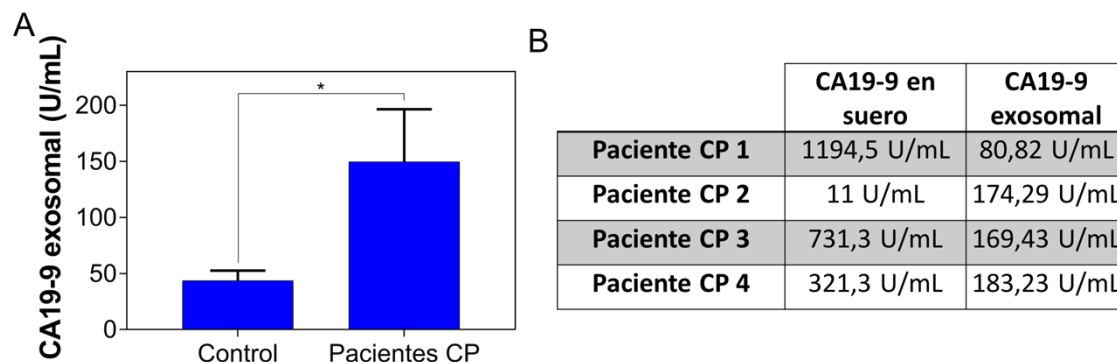 A
CA19-9 exosomal (U/mL)
200
150
100
50
0
*
Control
Pacientes CP
B
CA19-9 en suero
CA19-9 exosomal
Paciente CP 1 1194,5 U/mL 80,82 U/mL
Paciente CP 2 11 U/mL 174,29 U/mL
Paciente CP 3 731,3 U/mL 169,43 U/mL
Paciente CP 4 321,3 U/mL 183,23 U/mL